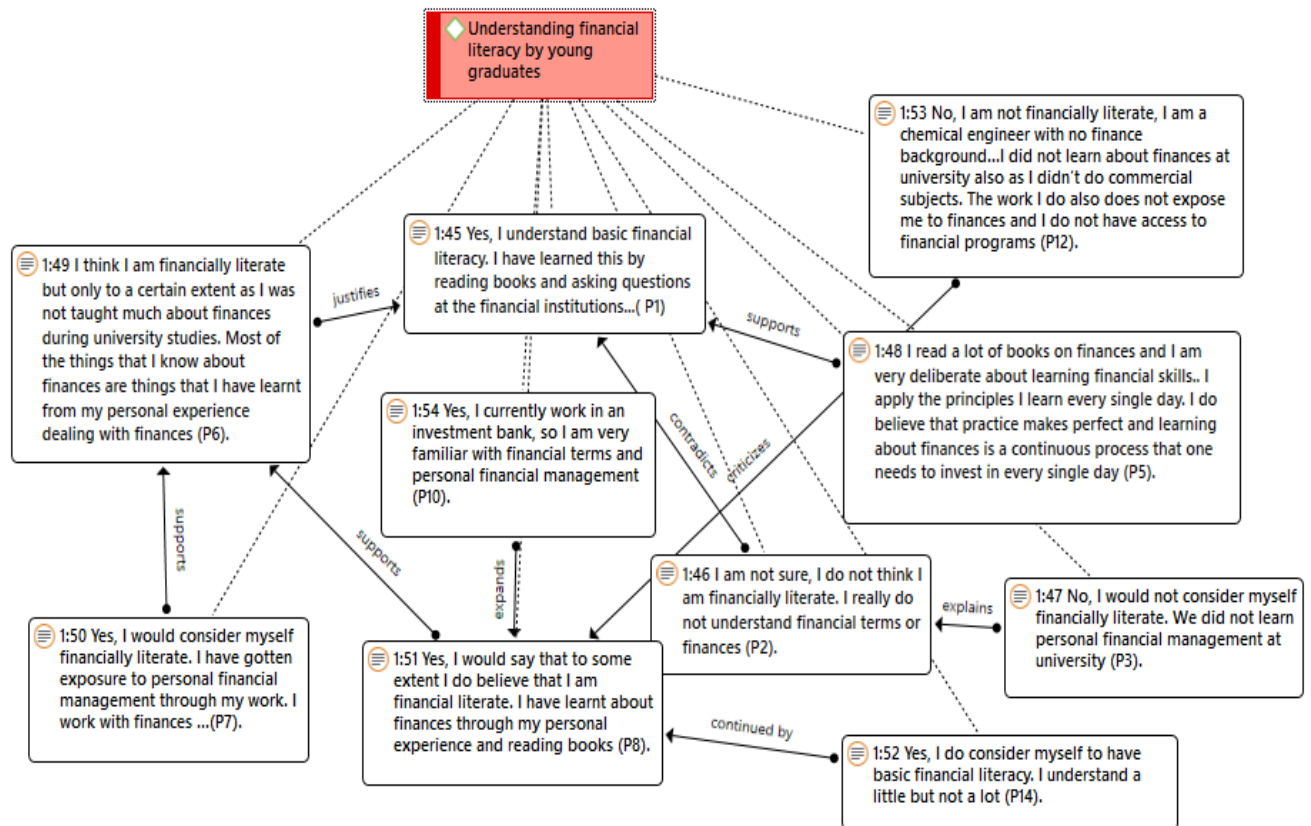 Understanding financial
literacy by young
graduates
1:53 No, I am not financially literate, I am a
chemical engineer with no finance
background...I did not learn about finances at
university also as I didn't do commercial
subjects. The work I do also does not expose
me to finances and I do not have access to
financial programs (P12).
1:45 Yes, I understand basic financial
literacy. I have learned this by
reading books and asking questions
at the financial institutions...( P1)
1:49 I think I am financially literate
but only to a certain extent as I was
not taught much about finances
during university studies. Most of
the things that I know about
finances are things that I have learnt
from my personal experience
dealing with finances (P6).
justifies
supports
1:48 I read a lot of books on finances and I am
very deliberate about learning financial skills.. I
apply the principles I learn every single day. I do
believe that practice makes perfect and learning
about finances is a continuous process that one
needs to invest in every single day (P5).
1:54 Yes, I currently work in an
investment bank, so I am very
familiar with financial terms and
personal financial management
(P10).
contradicts
criticizes
supports
supports
expands
1:46 I am not sure, I do not think I
am financially literate. I really do
not understand financial terms or
finances (P2).
explains
1:47 No, I would not consider myself
financially literate. We did not learn
personal financial management at
university (P3).
1:50 Yes, I would consider myself
financially literate. I have gotten
exposure to personal financial
management through my work. I
work with finances ...(P7).
1:51 Yes, I would say that to some
extent I do believe that I am
financial literate. I have learnt about
finances through my personal
experience and reading books (P8).
continued by
1:52 Yes, I do consider myself to have
basic financial literacy. I understand a
little but not a lot (P14).